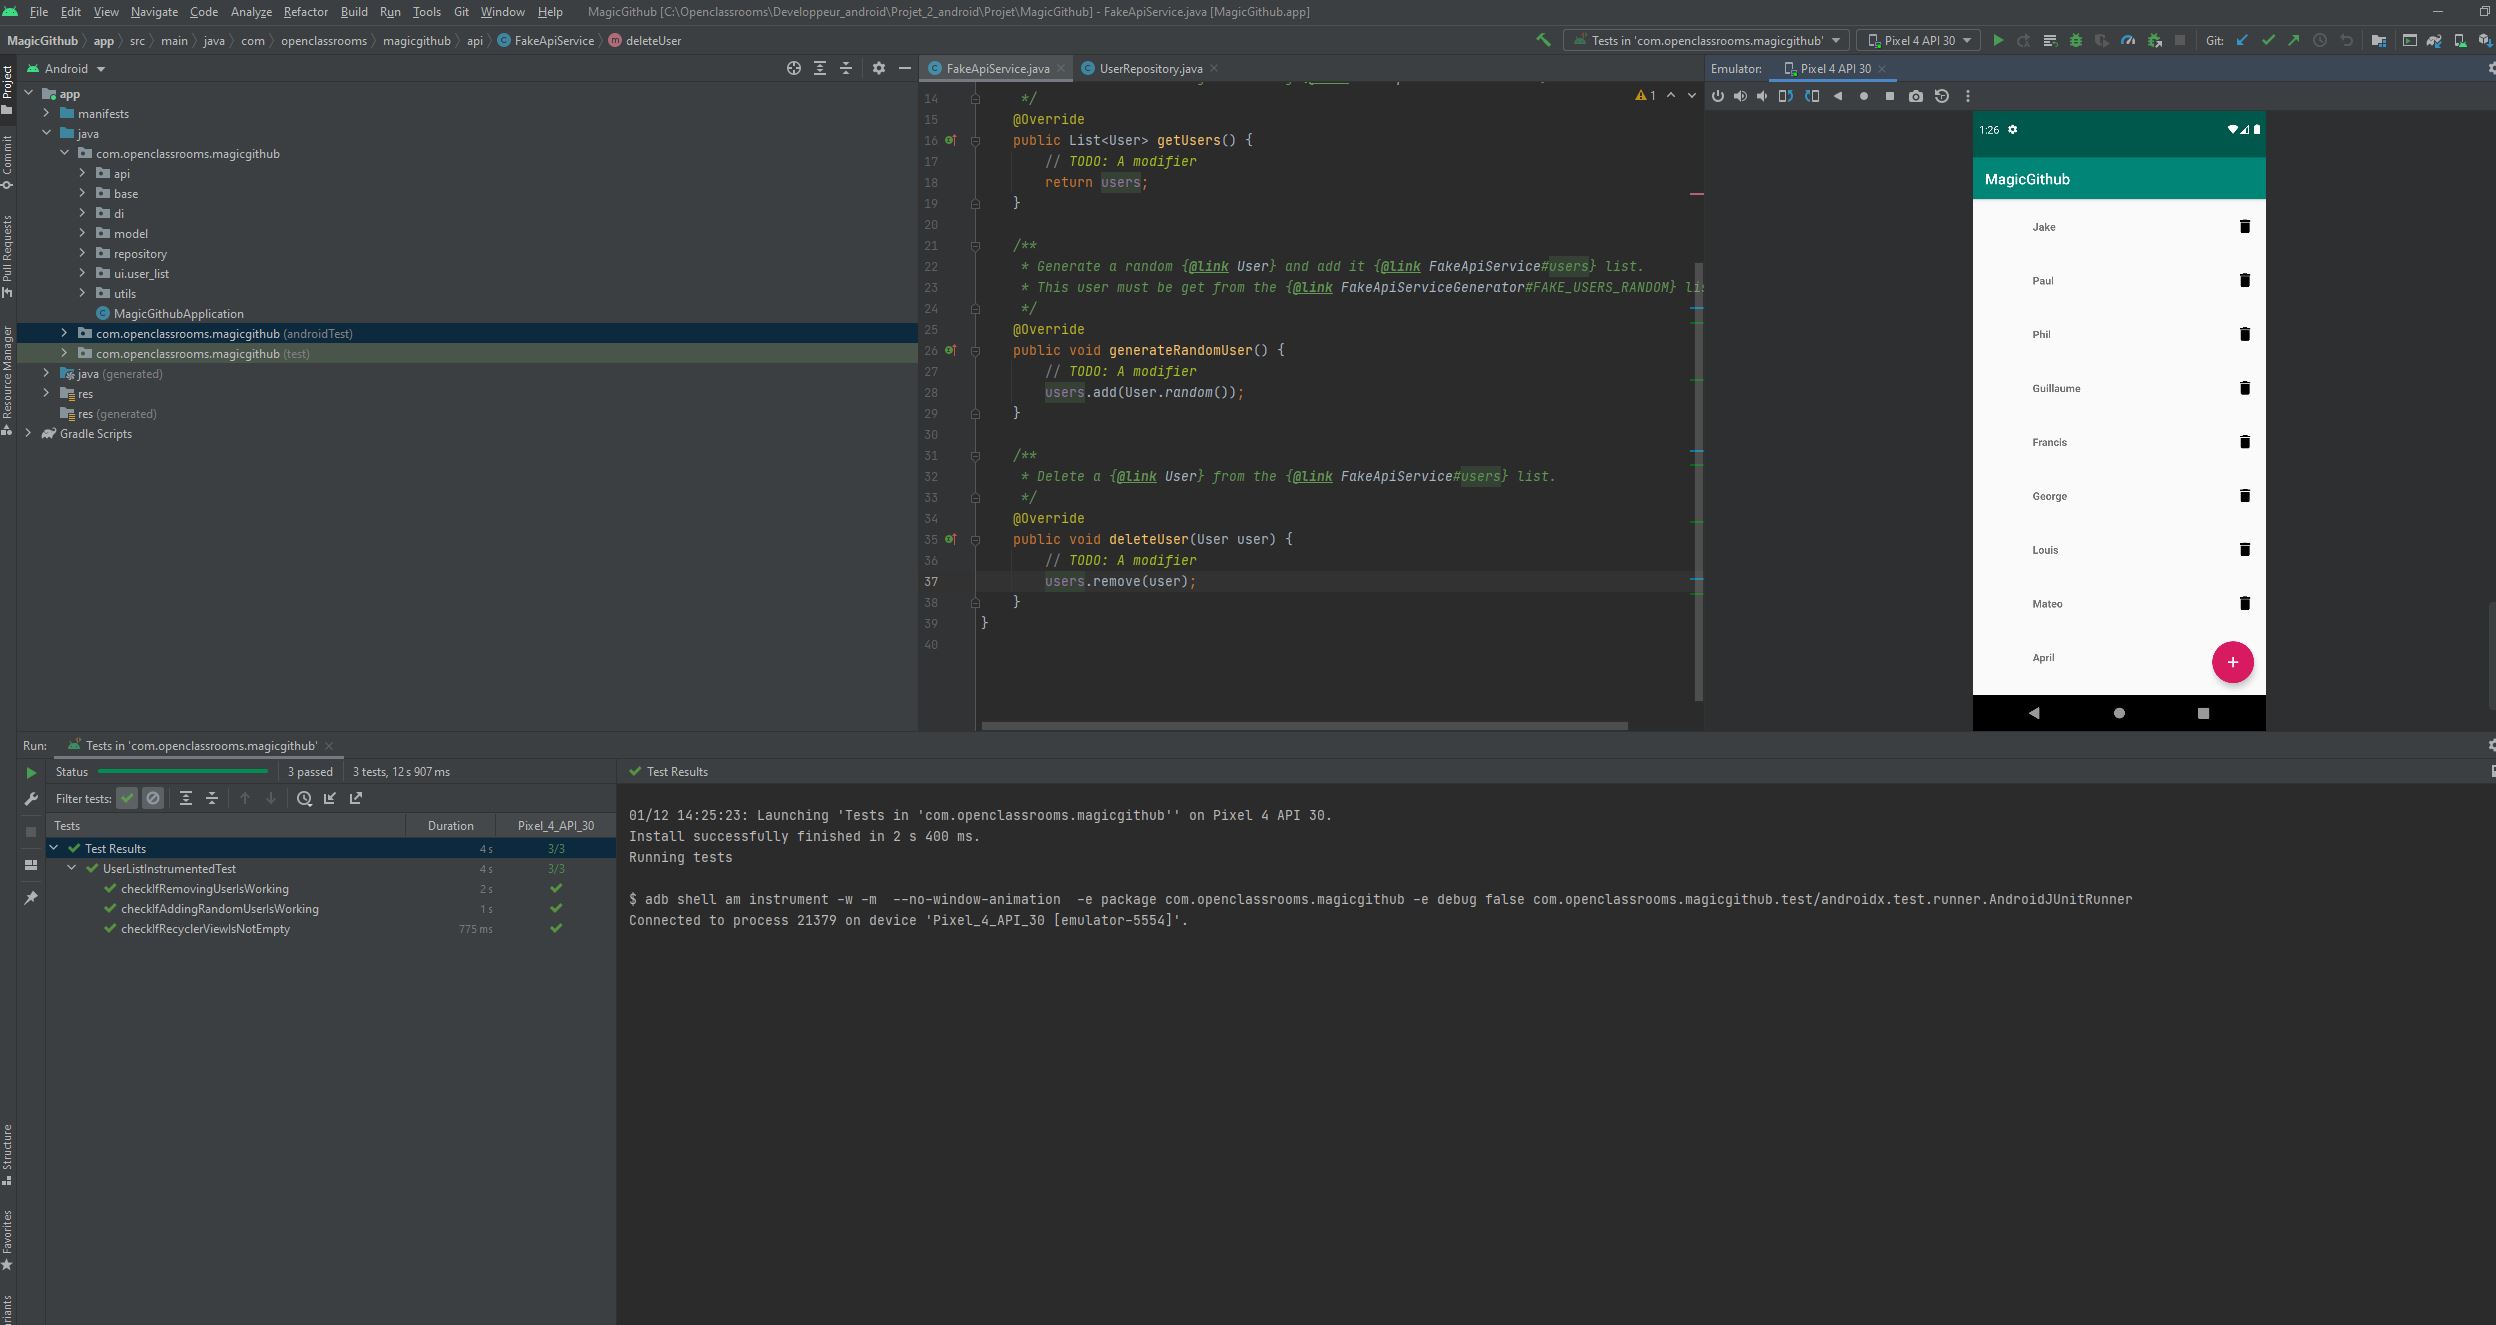 File Edit View Navigate Code Analyze Refactor Build Run Tools Git Window Help MagicGithub [C:\Openclassrooms\Developpeur_android\Projet_2_android\Projet\MagicGithub] - FakeApiService.java [MagicGithub.app]
MagicGithub app src main java com openclassrooms magicgithub api FakeApiService deleteUser Tests in 'com.openclassrooms.magicgithub' Pixel 4 API 30 Git:
Project
Commit
Pull Requests
Resource Manager
Structure
Favorites
Android
app
manifests
java
com.openclassrooms.magicgithub
api
base
di
model
repository
ui.user_list
utils
MagicGithubApplication
com.openclassrooms.magicgithub (androidTest)
com.openclassrooms.magicgithub (test)
java (generated)
res
res (generated)
Gradle Scripts
FakeApiService.java UserRepository.java
1
14 */
15 @Override
16 public List<User> getUsers() {
17 // TODO: A modifier
18 return users;
19 }
20
21 /**
22 * Generate a random {@link User} and add it {@link FakeApiService#users} list.
23 * This user must be get from the {@link FakeApiServiceGenerator#FAKE_USERS_RANDOM} li
24 */
25 @Override
26 public void generateRandomUser() {
27 // TODO: A modifier
28 users.add(User.random());
29 }
30
31 /**
32 * Delete a {@link User} from the {@link FakeApiService#users} list.
33 */
34 @Override
35 public void deleteUser(User user) {
36 // TODO: A modifier
37 users.remove(user);
38 }
39 }
40
Emulator: Pixel 4 API 30
1:26
MagicGithub
Jake
Paul
Phil
Guillaume
Francis
George
Louis
Mateo
April
+
Run: Tests in 'com.openclassrooms.magicgithub'
Status 3 passed 3 tests, 12 s 907 ms
Filter tests:
Tests Duration Pixel_4_API_30
Test Results 4 s 3/3
UserListInstrumentedTest 4 s 3/3
checkIfRemovingUserIsWorking 2 s
checkIfAddingRandomUserIsWorking 1 s
checkIfRecyclerViewIsNotEmpty 775 ms
Test Results
01/12 14:25:23: Launching 'Tests in 'com.openclassrooms.magicgithub'' on Pixel 4 API 30.
Install successfully finished in 2 s 400 ms.
Running tests
$ adb shell am instrument -w -m --no-window-animation -e package com.openclassrooms.magicgithub -e debug false com.openclassrooms.magicgithub.test/androidx.test.runner.AndroidJUnitRunner
Connected to process 21379 on device 'Pixel_4_API_30 [emulator-5554]'.